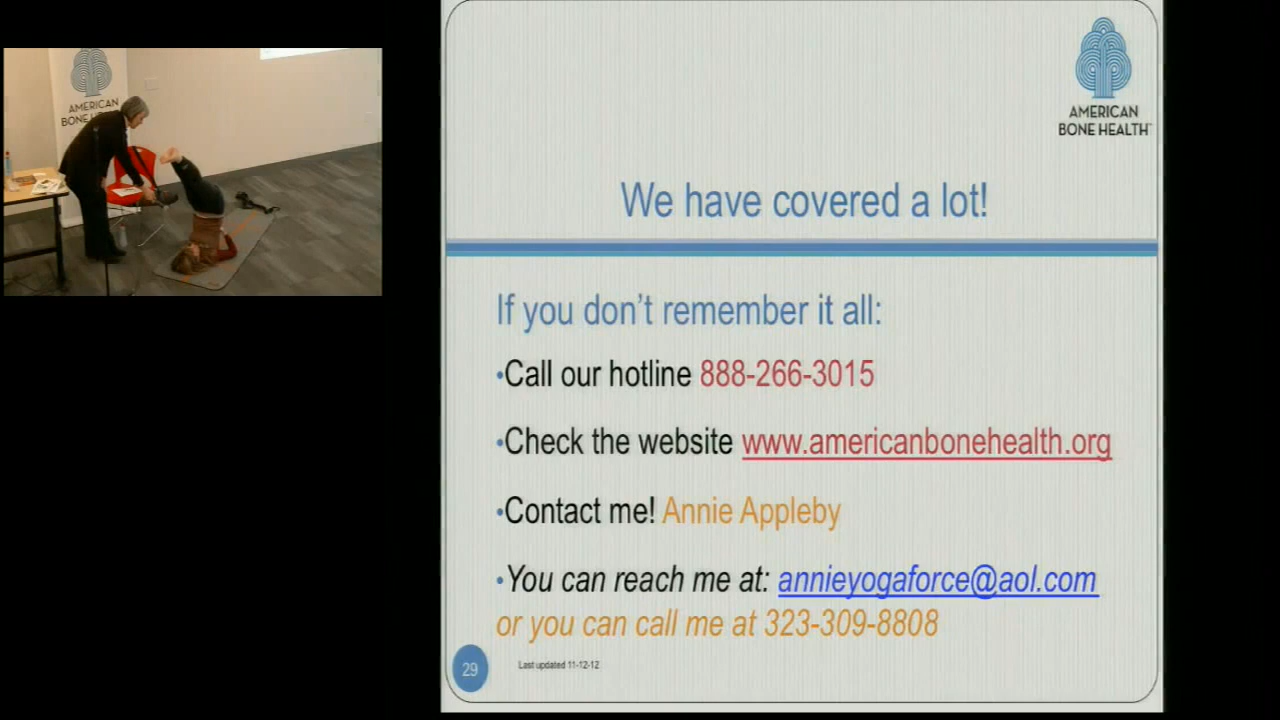 AMERICAN
BONE HEALTH
AMERICAN
BONE HEALTH
We have covered a lot!
If you don't remember it all:
•Call our hotline 888-266-3015
•Check the website www.americanbonehealth.org
•Contact me! Annie Appleby
•You can reach me at: annieyogaforce@aol.com
or you can call me at 323-309-8808
29
Last updated 11-12-12